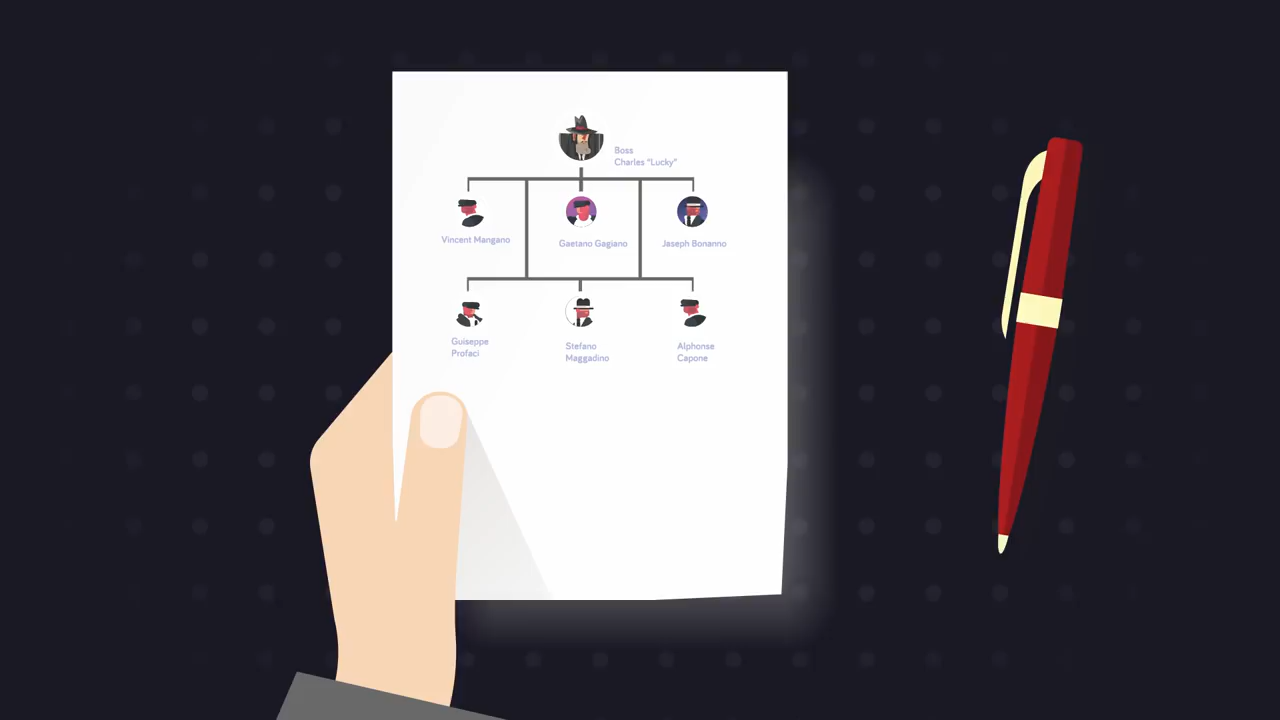 Boss
Charles “Lucky”
Vincent Mangano
Gaetano Gagiano
Jaseph Bonanno
Guiseppe
Profaci
Stefano
Maggadino
Alphonse
Capone